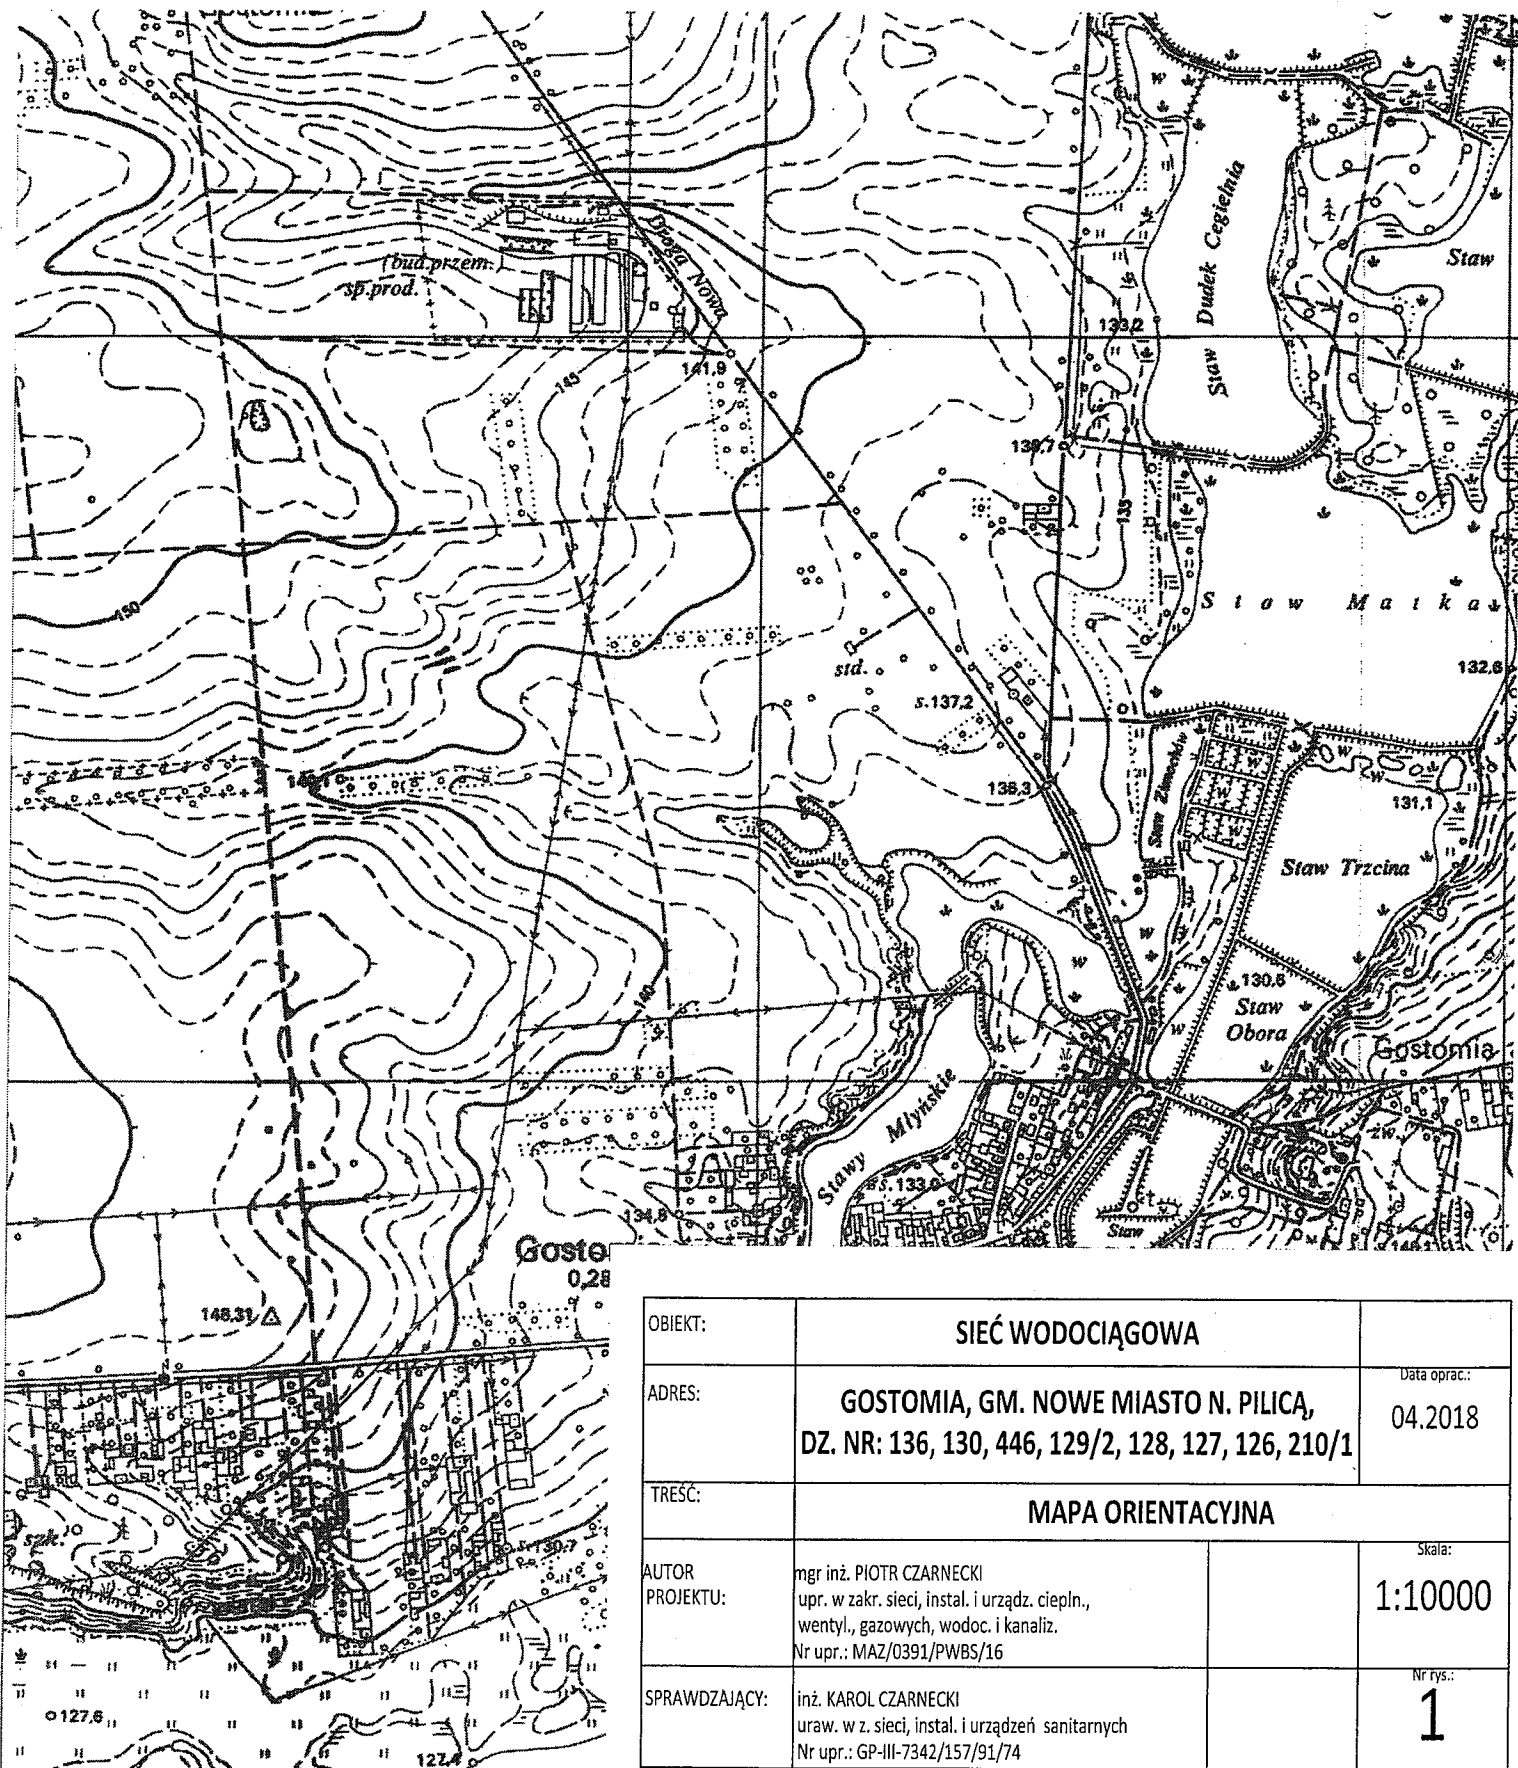 w
Staw Dudek Cegielnia
Staw
Droga Nowa
(bud.przem.)
sp.prod.
133,2
141,9
145
135
150
Staw Matka
132,6
std.
s.137,2
136,3
131,1
Staw Trzcina
w
w
130,6
Staw
Obora
Gostomia
140
Stawy Młyńskie
s.133,0
żw.
134,8
Staw
Gosto
0,28
148,31
szk.
s.130,7
127,6
127,4
OBIEKT:
SIEĆ WODOCIĄGOWA
ADRES:
GOSTOMIA, GM. NOWE MIASTO N. PILICĄ,
DZ. NR: 136, 130, 446, 129/2, 128, 127, 126, 210/1
Data oprac.:
04.2018
TREŚĆ:
MAPA ORIENTACYJNA
AUTOR
PROJEKTU:
mgr inż. PIOTR CZARNECKI
upr. w zakr. sieci, instal. i urządz. ciepln.,
wentyl., gazowych, wodoc. i kanaliz.
Nr upr.: MAZ/0391/PWBS/16
Skala:
1:10000
SPRAWDZAJĄCY:
inż. KAROL CZARNECKI
uraw. w z. sieci, instal. i urządzeń sanitarnych
Nr upr.: GP-III-7342/157/91/74
Nr rys.:
1